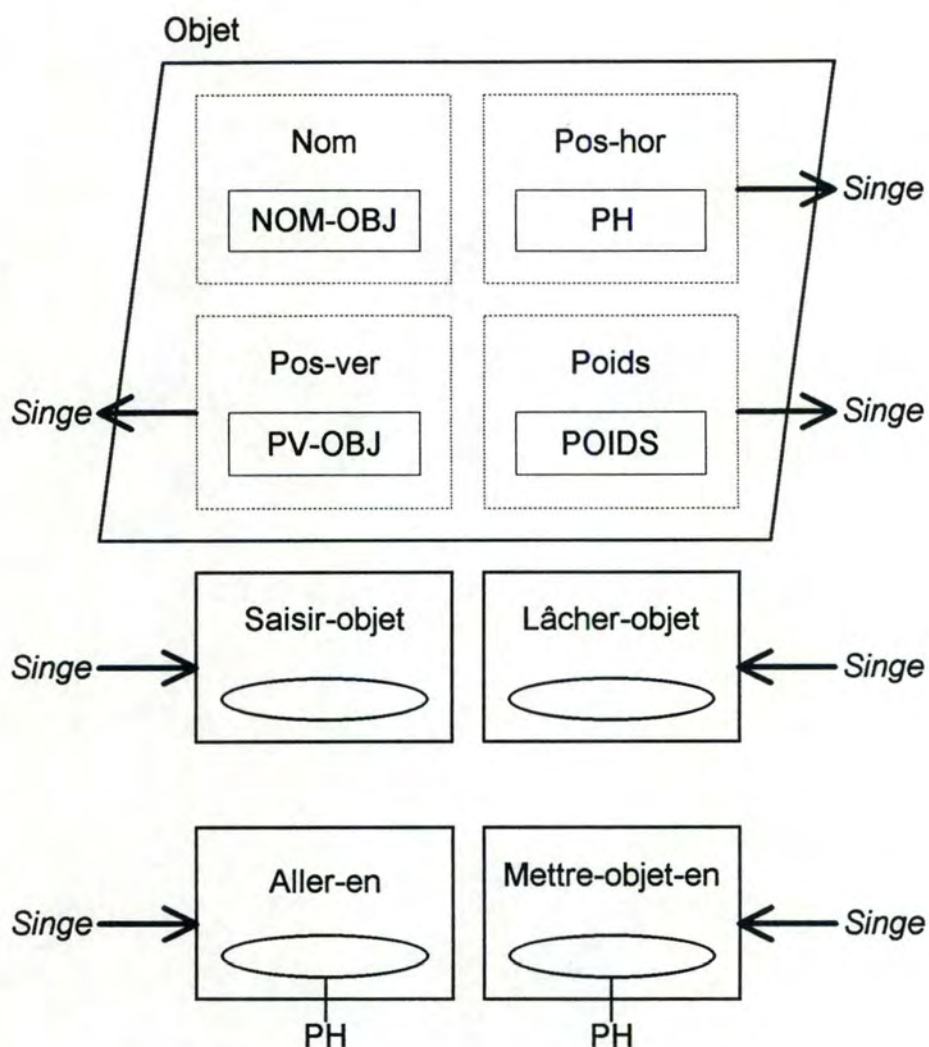 Objet
Nom
Pos-hor
NOM-OBJ
PH
Singe
Pos-ver
Poids
Singe
PV-OBJ
POIDS
Singe
Saisir-objet
Lâcher-objet
Singe
Singe
Aller-en
Mettre-objet-en
Singe
Singe
PH
PH